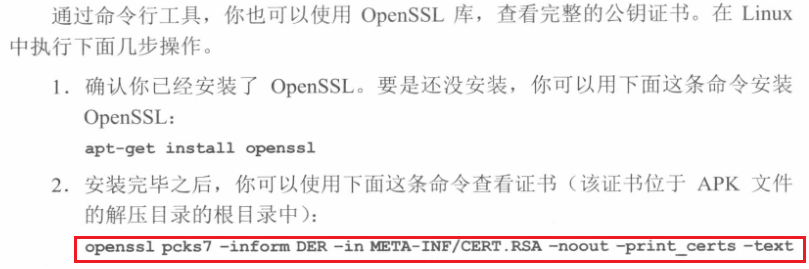 通过命令行工具，你也可以使用 OpenSSL 库，查看完整的公钥证书。在 Linux
中执行下面几步操作。
1. 确认你已经安装了 OpenSSL。要是还没安装，你可以用下面这条命令安装
OpenSSL：
apt-get install openssl
2. 安装完毕之后，你可以使用下面这条命令查看证书（该证书位于 APK 文件
的解压目录的根目录中）：
openssl pcks7 –inform DER –in META-INF/CERT.RSA –noout –print_certs –text